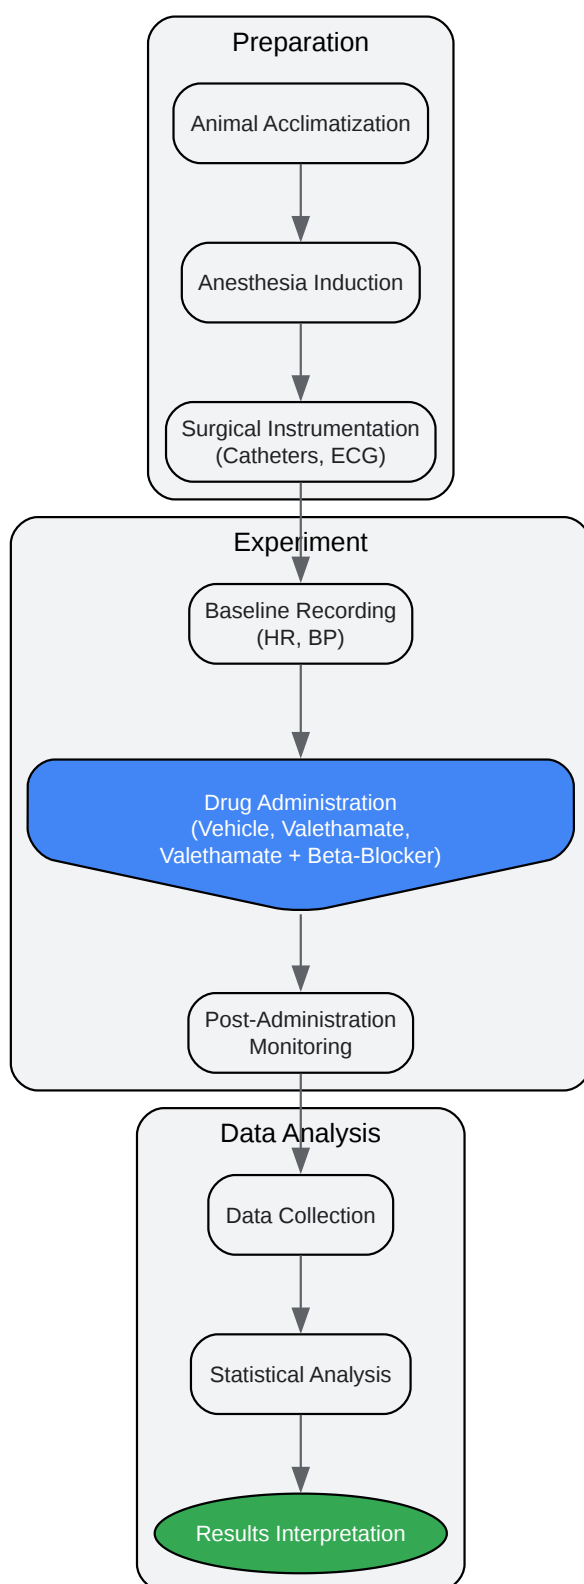 Preparation
Animal Acclimatization
Anesthesia Induction
Surgical Instrumentation
(Catheters, ECG)
Experiment
Baseline Recording
(HR, BP)
Drug Administration
(Vehicle, Valethamate,
Valethamate + Beta-Blocker)
Post-Administration
Monitoring
Data Analysis
Data Collection
Statistical Analysis
Results Interpretation